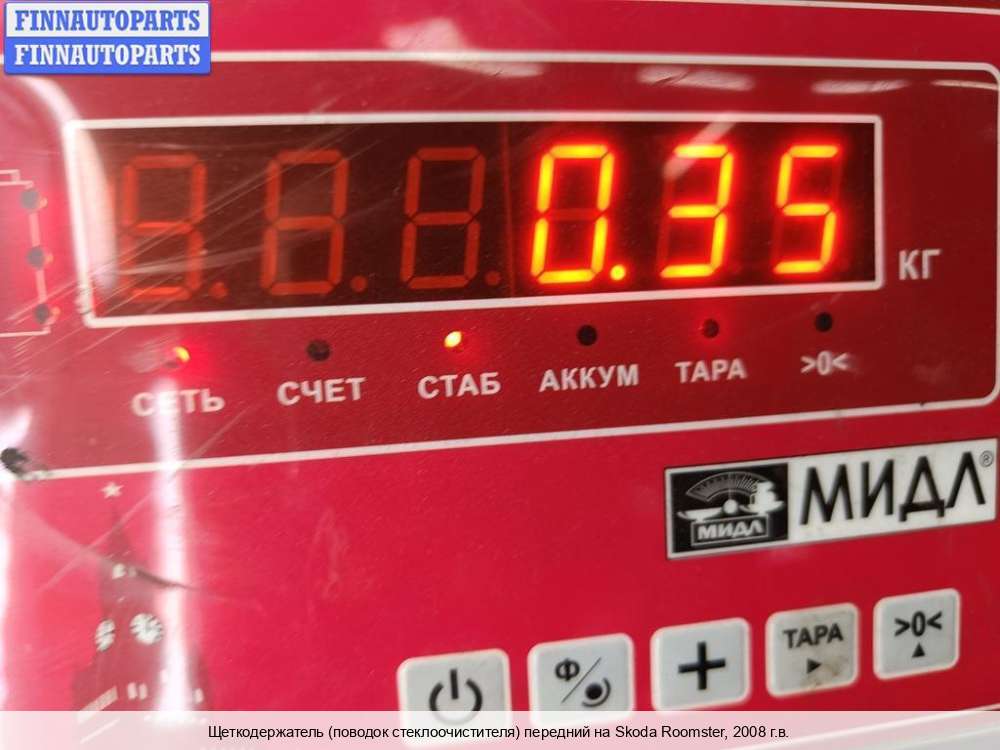 FINNAUTOPARTS
FINNAUTOPARTS
0.35
КГ
СЕТЬ СЧЕТ СТАБ АККУМ ТАРА >0<
МИДЛ МИДЛ®
Ф + ТАРА >0<
Щеткодержатель (поводок стеклоочистителя) передний на Skoda Roomster, 2008 г.в.